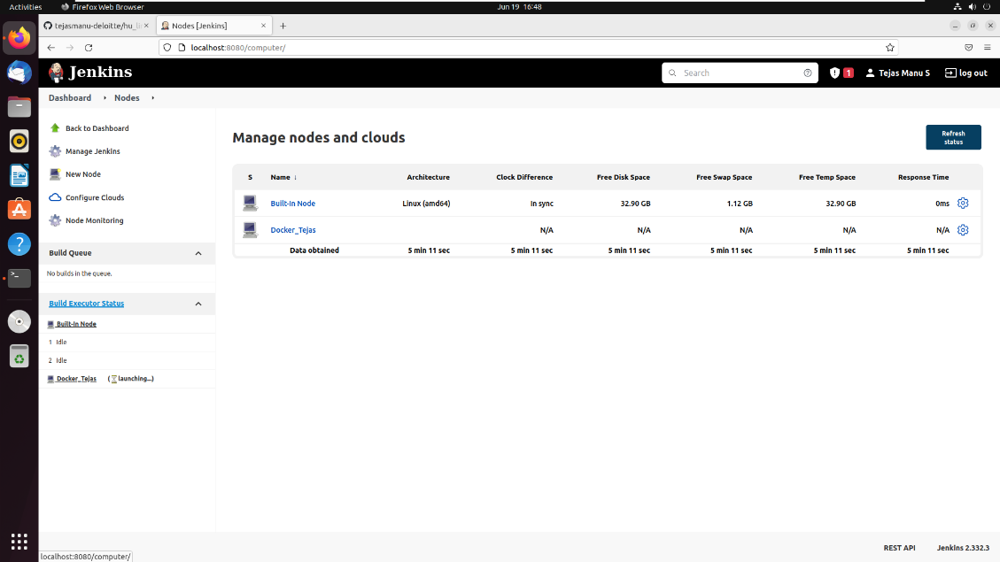 Activities
Firefox Web Browser
Jun 19 16:48
tejasmanu-deloitte/hu_li
Nodes [Jenkins]
localhost:8080/computer/
Jenkins
Search
1
Tejas Manu S
log out
Dashboard
Nodes
Back to Dashboard
Manage Jenkins
New Node
Configure Clouds
Node Monitoring
Build Queue
No builds in the queue.
Build Executor Status
Built-In Node
1 Idle
2 Idle
Docker_Tejas (launching...)
Manage nodes and clouds
Refresh
status
S Name ↓ Architecture Clock Difference Free Disk Space Free Swap Space Free Temp Space Response Time
Built-In Node Linux (amd64) In sync 32.90 GB 1.12 GB 32.90 GB 0ms
Docker_Tejas N/A N/A N/A N/A N/A
Data obtained 5 min 11 sec 5 min 11 sec 5 min 11 sec 5 min 11 sec 5 min 11 sec 5 min 11 sec
REST API
Jenkins 2.332.3
localhost:8080/computer/